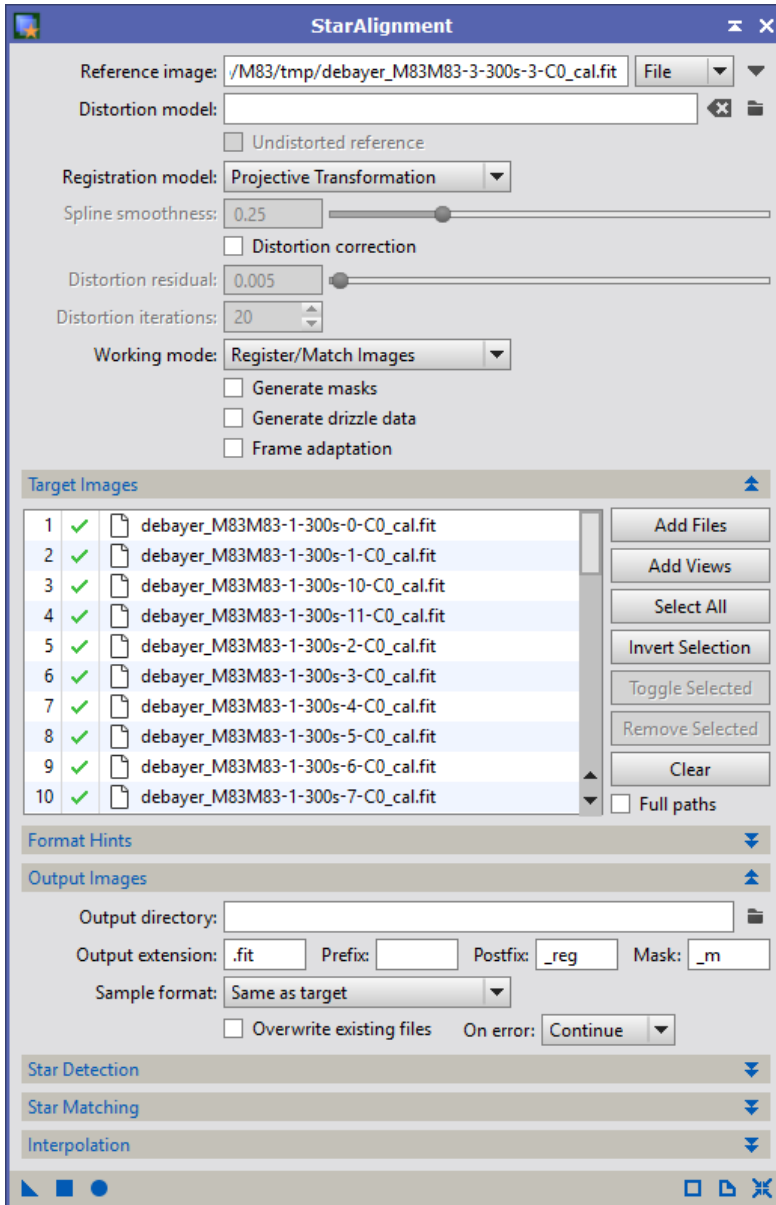 StarAlignment
Reference image: /M83/tmp/debayer_M83M83-3-300s-3-C0_cal.fit File
Distortion model:
Undistorted reference
Registration model: Projective Transformation
Spline smoothness: 0.25
Distortion correction
Distortion residual: 0.005
Distortion iterations: 20
Working mode: Register/Match Images
Generate masks
Generate drizzle data
Frame adaptation
Target Images
1 debayer_M83M83-1-300s-0-C0_cal.fit
2 debayer_M83M83-1-300s-1-C0_cal.fit
3 debayer_M83M83-1-300s-10-C0_cal.fit
4 debayer_M83M83-1-300s-11-C0_cal.fit
5 debayer_M83M83-1-300s-2-C0_cal.fit
6 debayer_M83M83-1-300s-3-C0_cal.fit
7 debayer_M83M83-1-300s-4-C0_cal.fit
8 debayer_M83M83-1-300s-5-C0_cal.fit
9 debayer_M83M83-1-300s-6-C0_cal.fit
10 debayer_M83M83-1-300s-7-C0_cal.fit
Add Files
Add Views
Select All
Invert Selection
Toggle Selected
Remove Selected
Clear
Full paths
Format Hints
Output Images
Output directory:
Output extension: .fit Prefix: Postfix: _reg Mask: _m
Sample format: Same as target
Overwrite existing files On error: Continue
Star Detection
Star Matching
Interpolation